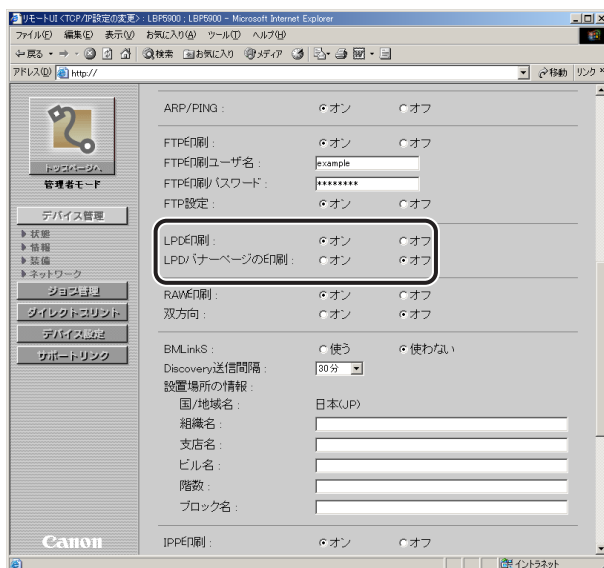 リモートUI <TCP/IP設定の変更> : LBP5900 ; LBP5900 - Microsoft Internet Explorer
ファイル(F) 編集(E) 表示(V) お気に入り(A) ツール(T) ヘルプ(H)
戻る 検索 お気に入り メディア
アドレス(D) http:// 移動 リンク »
トップページへ
管理者モード
デバイス管理
状態
情報
装備
ネットワーク
ジョブ管理
ダイレクトプリント
デバイス設定
サポートリンク
Canon
ARP/PING : オン オフ
FTP印刷 : オン オフ
FTP印刷ユーザ名 : example
FTP印刷パスワード : ********
FTP設定 : オン オフ
LPD印刷 : オン オフ
LPDバナーページの印刷 : オン オフ
RAW印刷 : オン オフ
双方向 : オン オフ
BMLinkS : 使う 使わない
Discovery送信間隔 : 30分
設置場所の情報 :
国/地域名 : 日本(JP)
組織名 :
支店名 :
ビル名 :
階数 :
ブロック名 :
IPP印刷 : オン オフ
イントラネット